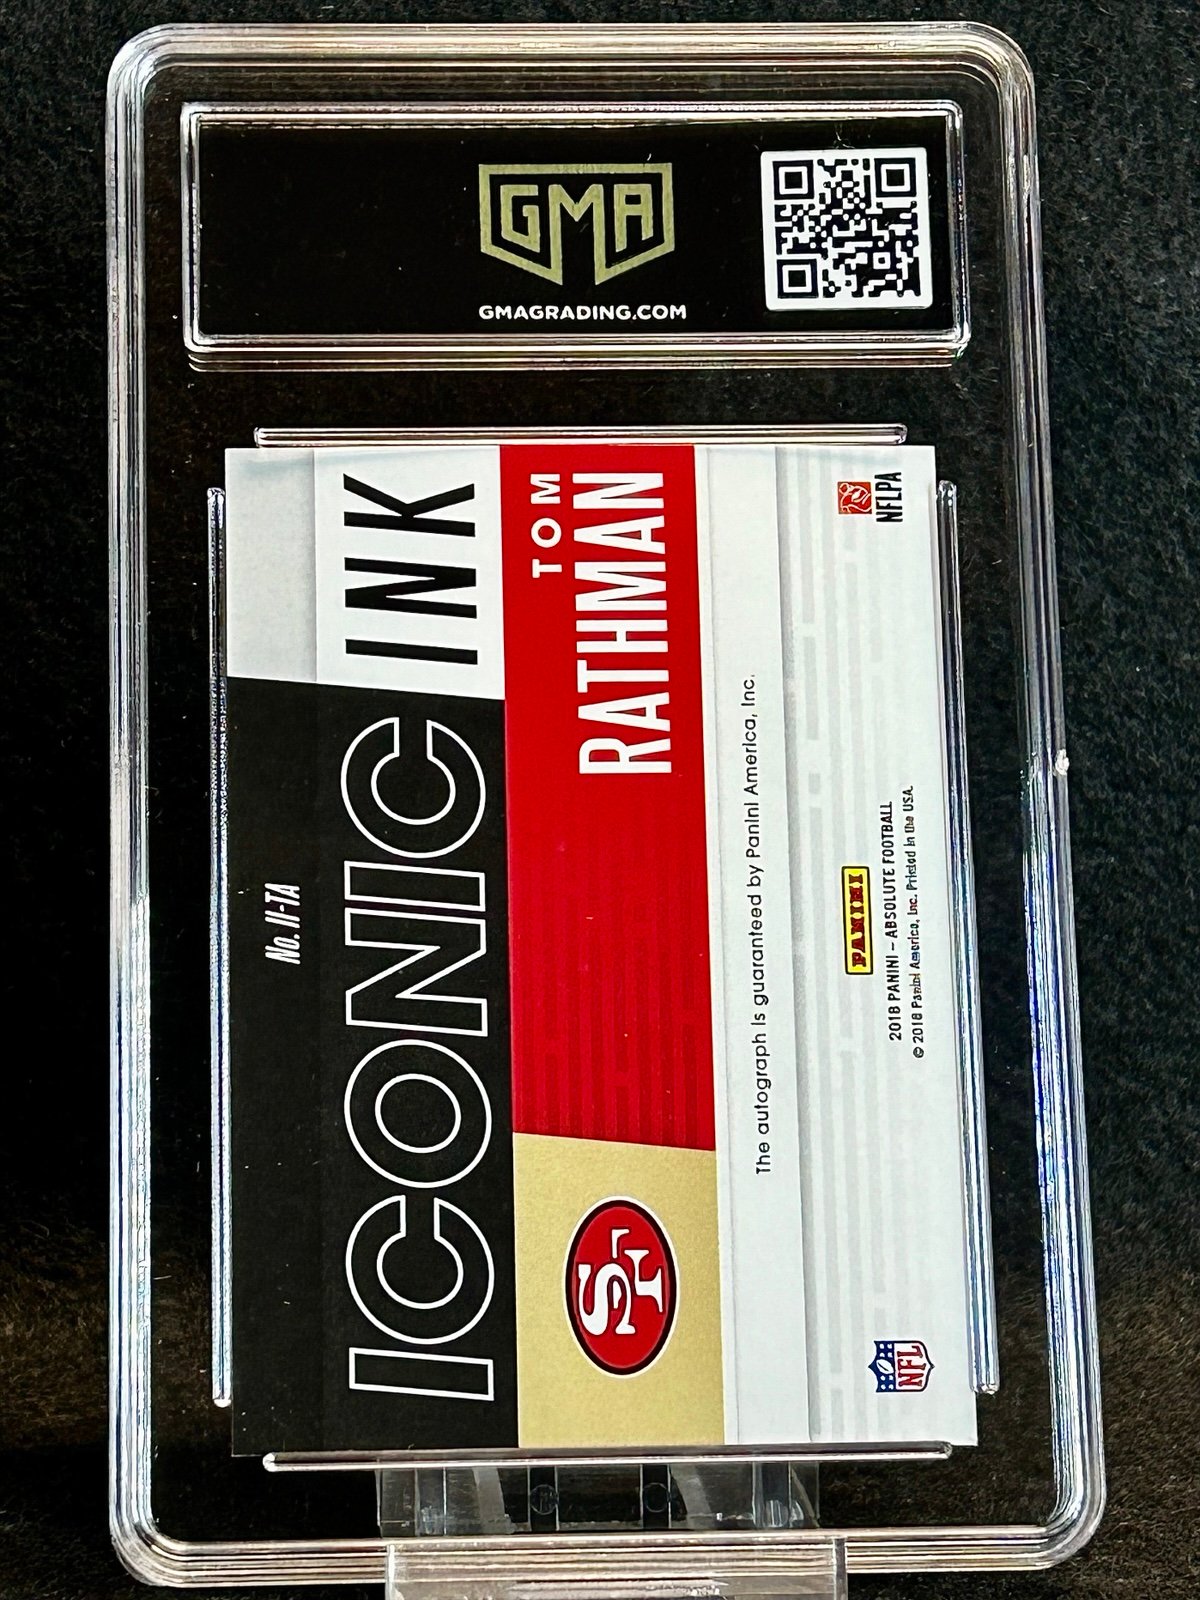 GMA
GMAGRADING.COM
No. II-TA
ICONIC INK
TOM
RATHMAN
SF
The autograph is guaranteed by Panini America, Inc.
PANINI
2018 PANINI – ABSOLUTE FOOTBALL
© 2018 Panini America, Inc. Printed in the USA.
NFL
NFLPA